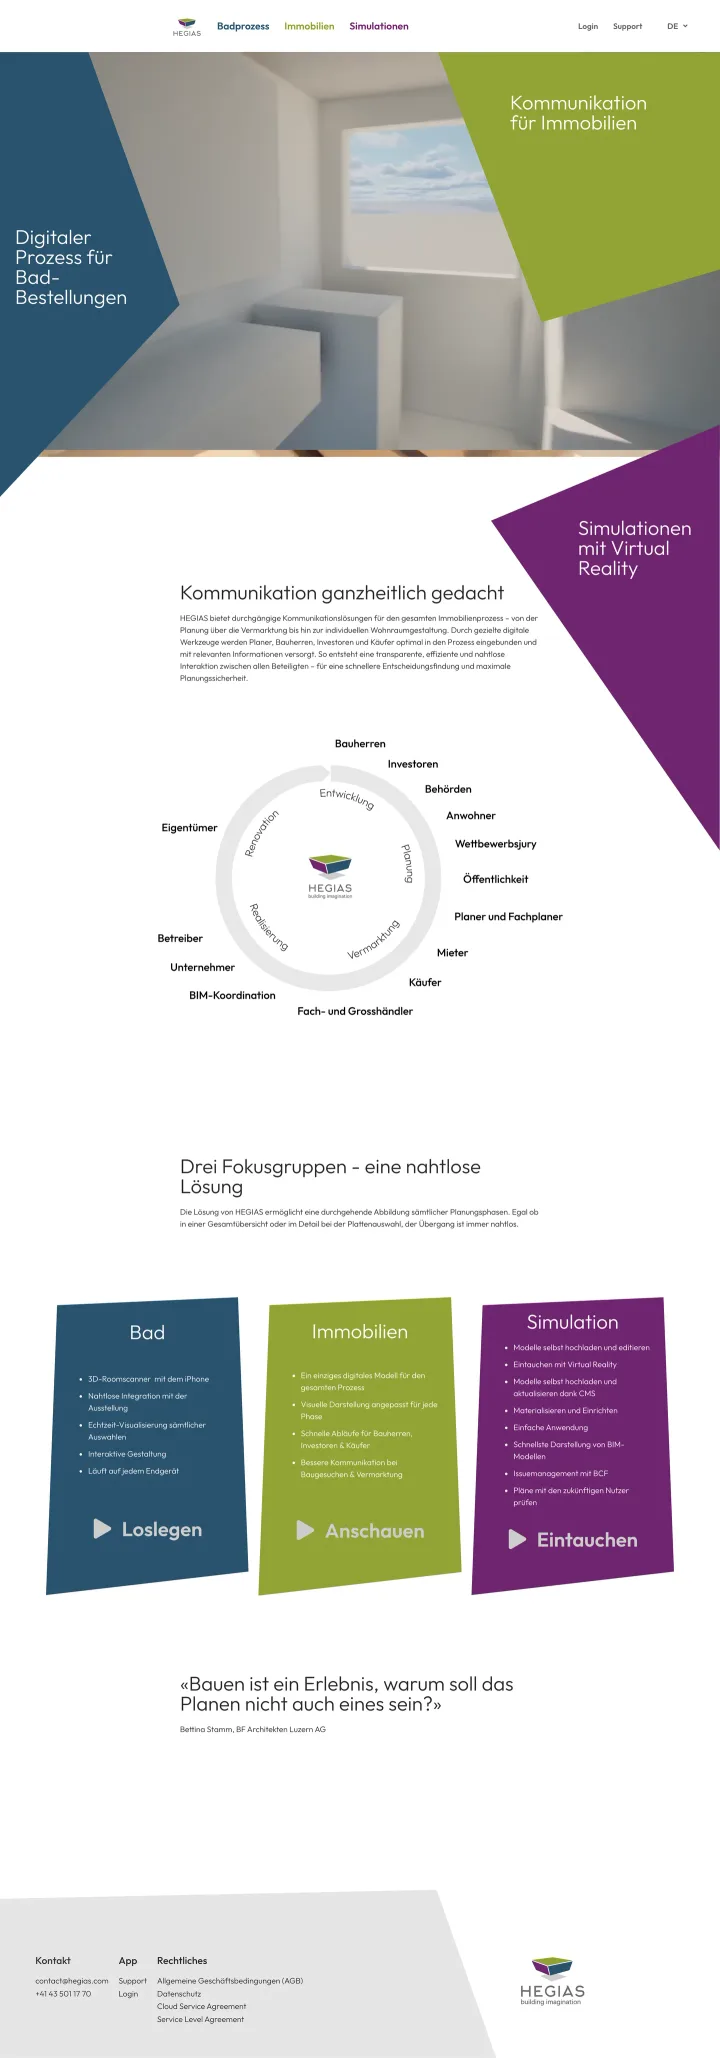 HEGIAS
Badprozess
Immobilien
Simulationen
Login
Support
DE
Kommunikation
für Immobilien
Digitaler
Prozess für
Bad-
Bestellungen
Simulationen
mit Virtual
Reality
Kommunikation ganzheitlich gedacht
HEGIAS bietet durchgängige Kommunikationslösungen für den gesamten Immobilienprozess – von der
Planung über die Vermarktung bis hin zur individuellen Wohnraumgestaltung. Durch gezielte digitale
Werkzeuge werden Planer, Bauherren, Investoren und Käufer optimal in den Prozess eingebunden und
mit relevanten Informationen versorgt. So entsteht eine transparente, effiziente und nahtlose
Interaktion zwischen allen Beteiligten – für eine schnellere Entscheidungsfindung und maximale
Planungssicherheit.
Bauherren
Investoren
Behörden
Anwohner
Wettbewerbsjury
Öffentlichkeit
Planer und Fachplaner
Mieter
Käufer
Fach- und Grosshändler
BIM-Koordination
Unternehmer
Betreiber
Eigentümer
Entwicklung
Planung
Vermarktung
Realisierung
Renovation
HEGIAS
building imagination
Drei Fokusgruppen - eine nahtlose
Lösung
Die Lösung von HEGIAS ermöglicht eine durchgehende Abbildung sämtlicher Planungsphasen. Egal ob
in einer Gesamtübersicht oder im Detail bei der Plattenauswahl, der Übergang ist immer nahtlos.
Bad
• 3D-Roomscanner mit dem iPhone
• Nahtlose Integration mit der
Ausstellung
• Echtzeit-Visualisierung sämtlicher
Auswahlen
• Interaktive Gestaltung
• Läuft auf jedem Endgerät
Loslegen
Immobilien
• Ein einziges digitales Modell für den
gesamten Prozess
• Visuelle Darstellung angepasst für jede
Phase
• Schnelle Abläufe für Bauherren,
Investoren & Käufer
• Bessere Kommunikation bei
Baugesuchen & Vermarktung
Anschauen
Simulation
• Modelle selbst hochladen und editieren
• Eintauchen mit Virtual Reality
• Modelle selbst hochladen und
aktualisieren dank CMS
• Materialisieren und Einrichten
• Einfache Anwendung
• Schnellste Darstellung von BIM-
Modellen
• Issuemanagement mit BCF
• Pläne mit den zukünftigen Nutzer
prüfen
Eintauchen
«Bauen ist ein Erlebnis, warum soll das
Planen nicht auch eines sein?»
Bettina Stamm, BF Architekten Luzern AG
Kontakt
contact@hegias.com
+41 43 501 17 70
App
Support
Login
Rechtliches
Allgemeine Geschäftsbedingungen (AGB)
Datenschutz
Cloud Service Agreement
Service Level Agreement
HEGIAS
building imagination